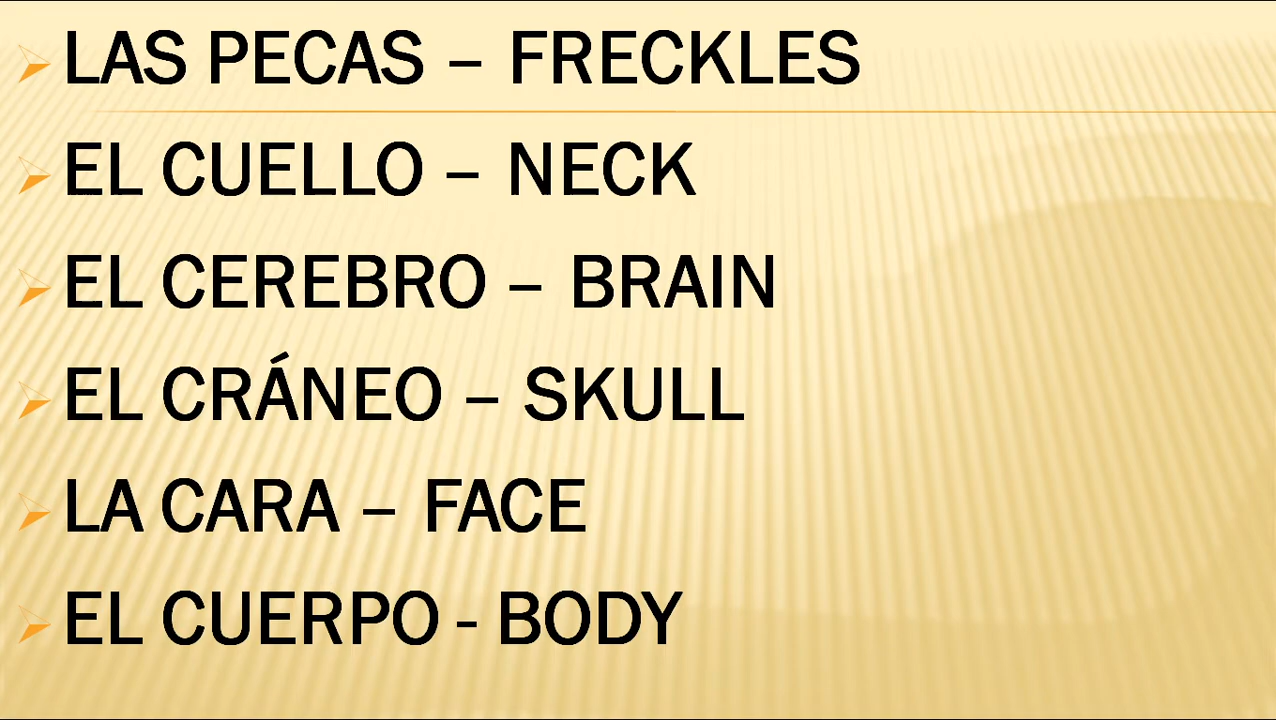 LAS PECAS – FRECKLES
EL CUELLO – NECK
EL CEREBRO – BRAIN
EL CRÁNEO – SKULL
LA CARA – FACE
EL CUERPO - BODY